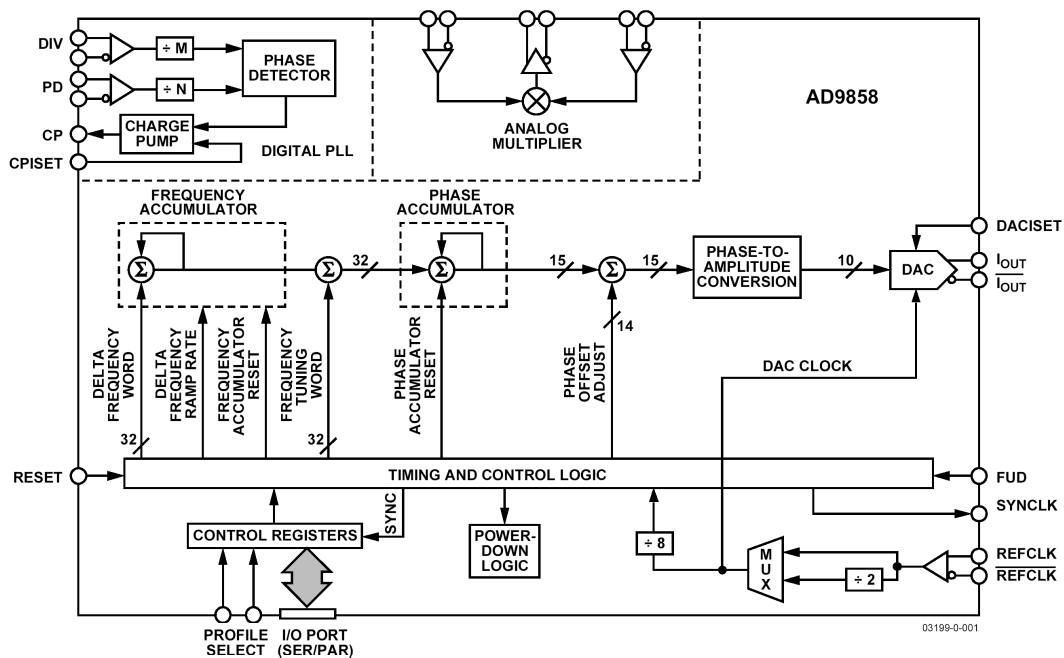 DIV
PD
CP
CPISET
÷ M
÷ N
PHASE
DETECTOR
CHARGE
PUMP
DIGITAL PLL
ANALOG
MULTIPLIER
AD9858
FREQUENCY
ACCUMULATOR
PHASE
ACCUMULATOR
Σ
Σ
32
Σ
15
Σ
15
PHASE-TO-
AMPLITUDE
CONVERSION
10
DAC
DACISET
IOUT
IOUT
DELTA
FREQUENCY
WORD
32
DELTA
FREQUENCY
RAMP RATE
FREQUENCY
ACCUMULATOR
RESET
FREQUENCY
TUNING
WORD
32
PHASE
ACCUMULATOR
RESET
PHASE
OFFSET
ADJUST
14
DAC CLOCK
RESET
TIMING AND CONTROL LOGIC
FUD
SYNCLK
SYNC
CONTROL REGISTERS
POWER-
DOWN
LOGIC
÷ 8
MUX
÷ 2
REFCLK
REFCLK
PROFILE
SELECT
I/O PORT
(SER/PAR)
03199-0-001